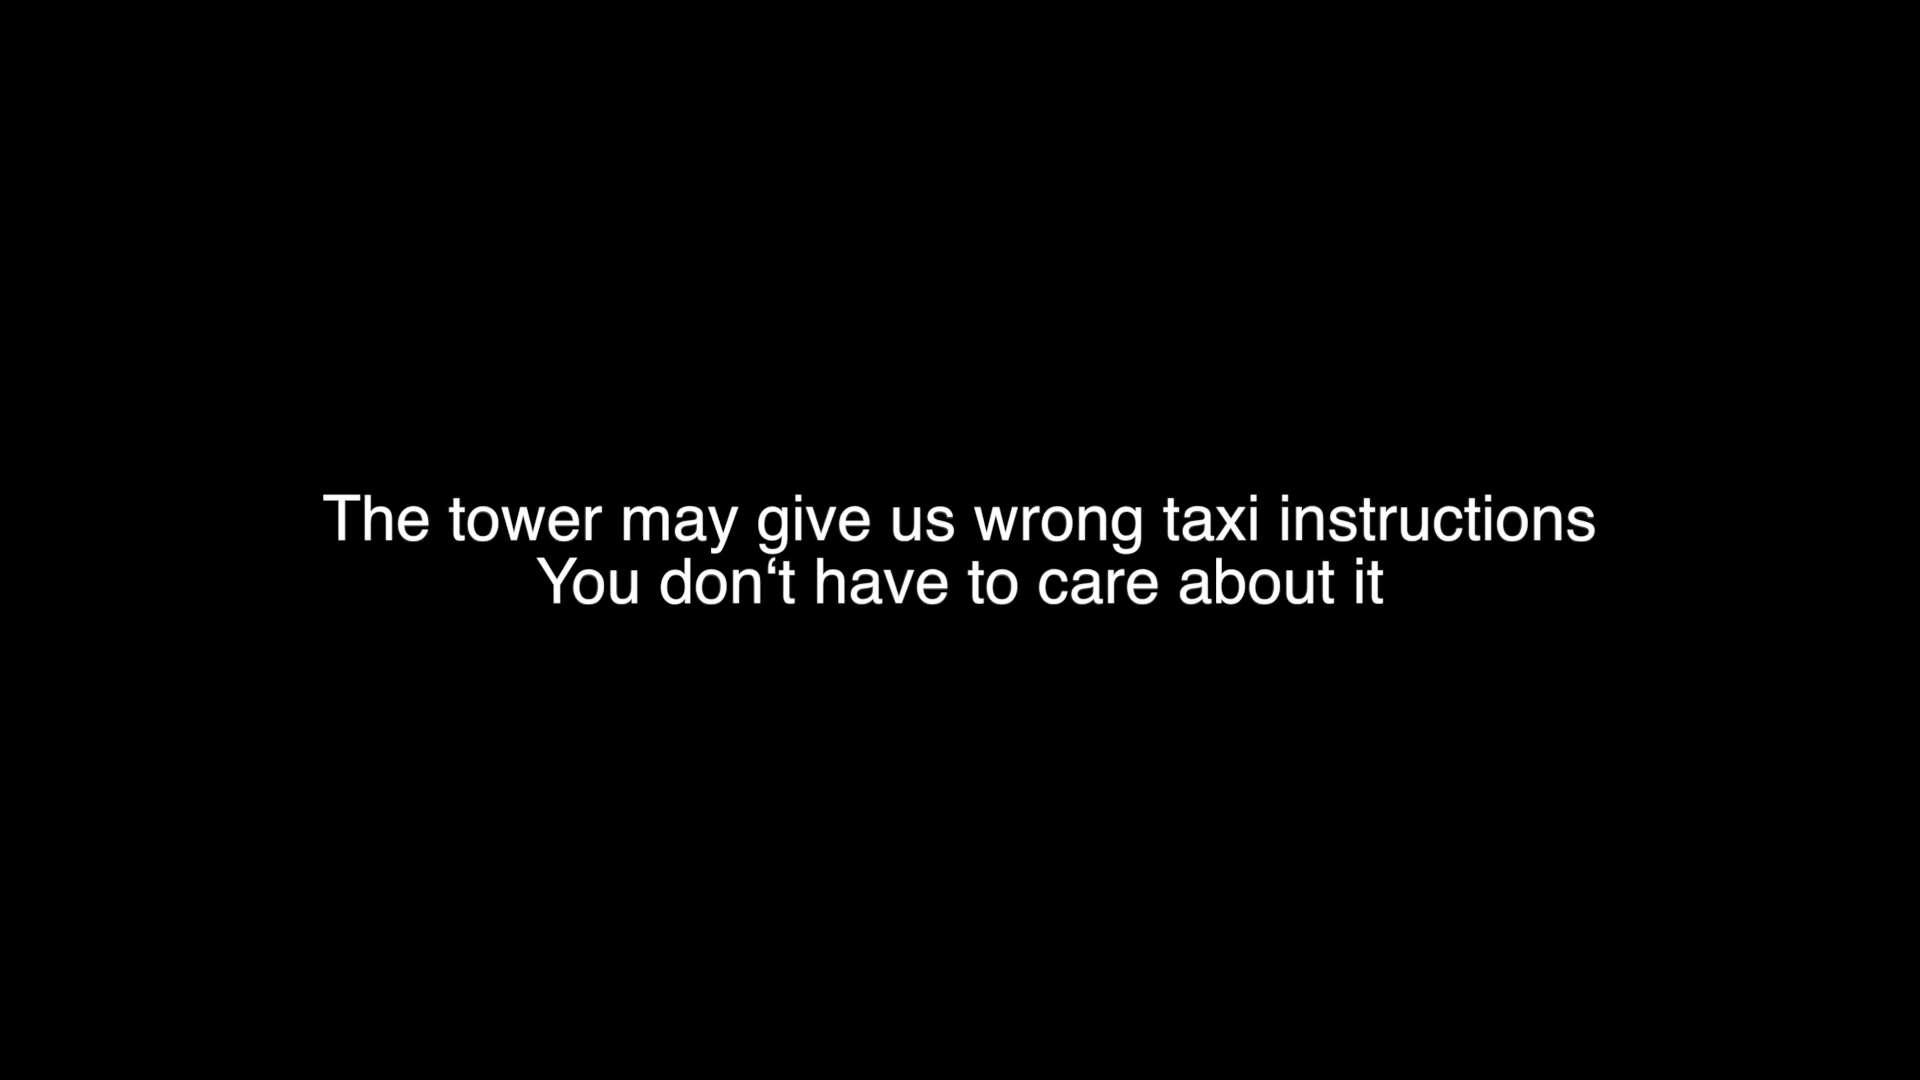 The tower may give us wrong taxi instructions
You don‘t have to care about it